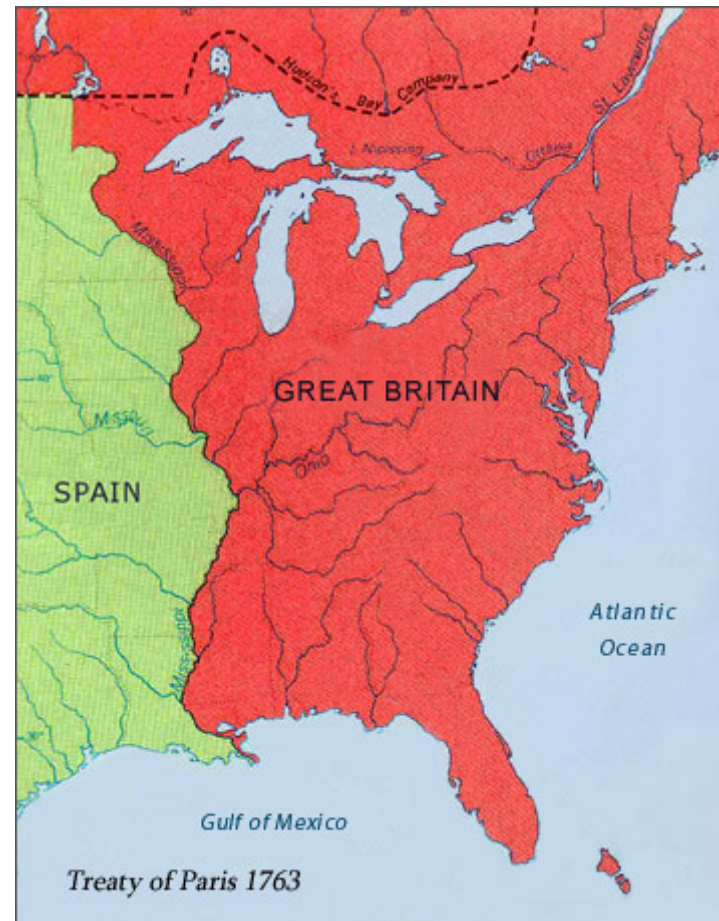 Hudson's Bay Company
St. Lawrence
L. Nipissing
Ottawa
Mississippi
GREAT BRITAIN
Missouri
Ohio
SPAIN
Mississippi
Atlantic
Ocean
Gulf of Mexico
Treaty of Paris 1763